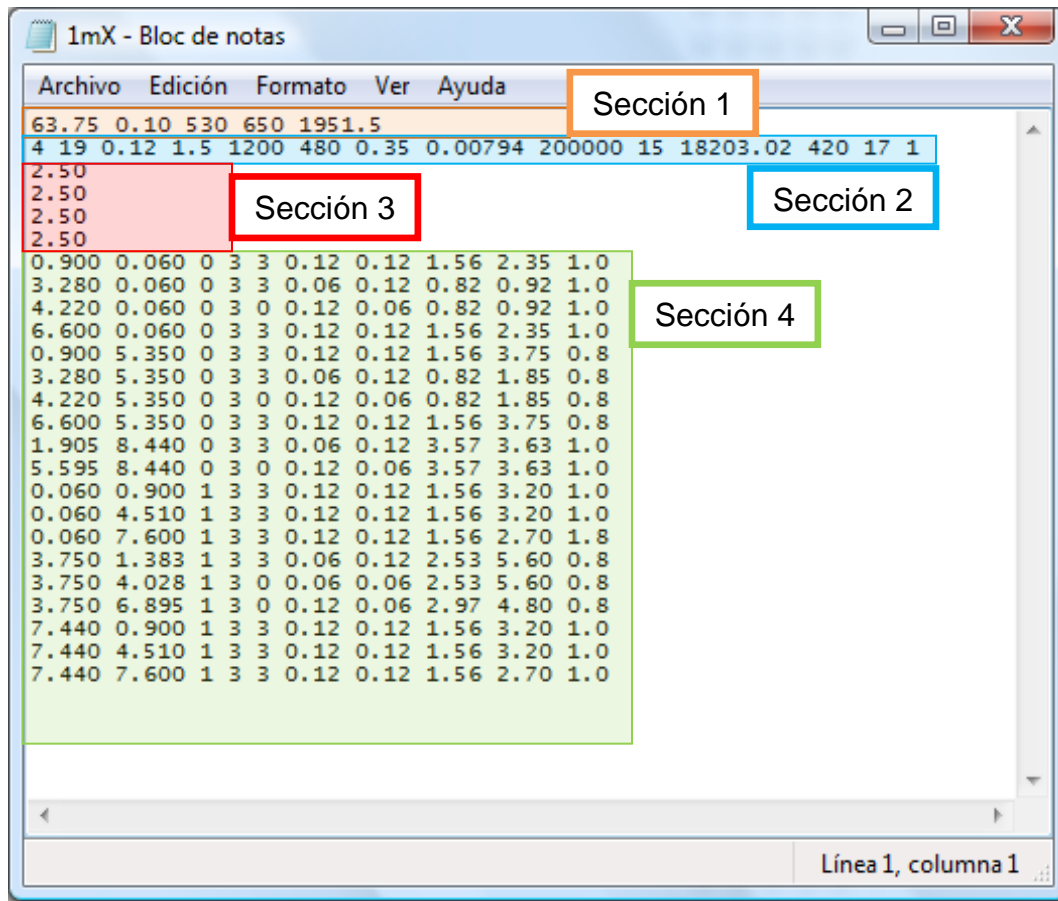 1mX - Bloc de notas
Archivo Edición Formato Ver Ayuda
Sección 1
63.75 0.10 530 650 1951.5
4 19 0.12 1.5 1200 480 0.35 0.00794 200000 15 18203.02 420 17 1
Sección 2
2.50
2.50
2.50
2.50
Sección 3
0.900 0.060 0 3 3 0.12 0.12 1.56 2.35 1.0
3.280 0.060 0 3 3 0.06 0.12 0.82 0.92 1.0
4.220 0.060 0 3 0 0.12 0.06 0.82 0.92 1.0
6.600 0.060 0 3 3 0.12 0.12 1.56 2.35 1.0
0.900 5.350 0 3 3 0.12 0.12 1.56 3.75 0.8
3.280 5.350 0 3 3 0.06 0.12 0.82 1.85 0.8
4.220 5.350 0 3 0 0.12 0.06 0.82 1.85 0.8
6.600 5.350 0 3 3 0.12 0.12 1.56 3.75 0.8
1.905 8.440 0 3 3 0.06 0.12 3.57 3.63 1.0
5.595 8.440 0 3 0 0.12 0.06 3.57 3.63 1.0
0.060 0.900 1 3 3 0.12 0.12 1.56 3.20 1.0
0.060 4.510 1 3 3 0.12 0.12 1.56 3.20 1.0
0.060 7.600 1 3 3 0.12 0.12 1.56 2.70 1.8
3.750 1.383 1 3 3 0.06 0.12 2.53 5.60 0.8
3.750 4.028 1 3 0 0.06 0.06 2.53 5.60 0.8
3.750 6.895 1 3 0 0.12 0.06 2.97 4.80 0.8
7.440 0.900 1 3 3 0.12 0.12 1.56 3.20 1.0
7.440 4.510 1 3 3 0.12 0.12 1.56 3.20 1.0
7.440 7.600 1 3 3 0.12 0.12 1.56 2.70 1.0
Sección 4
Línea 1, columna 1